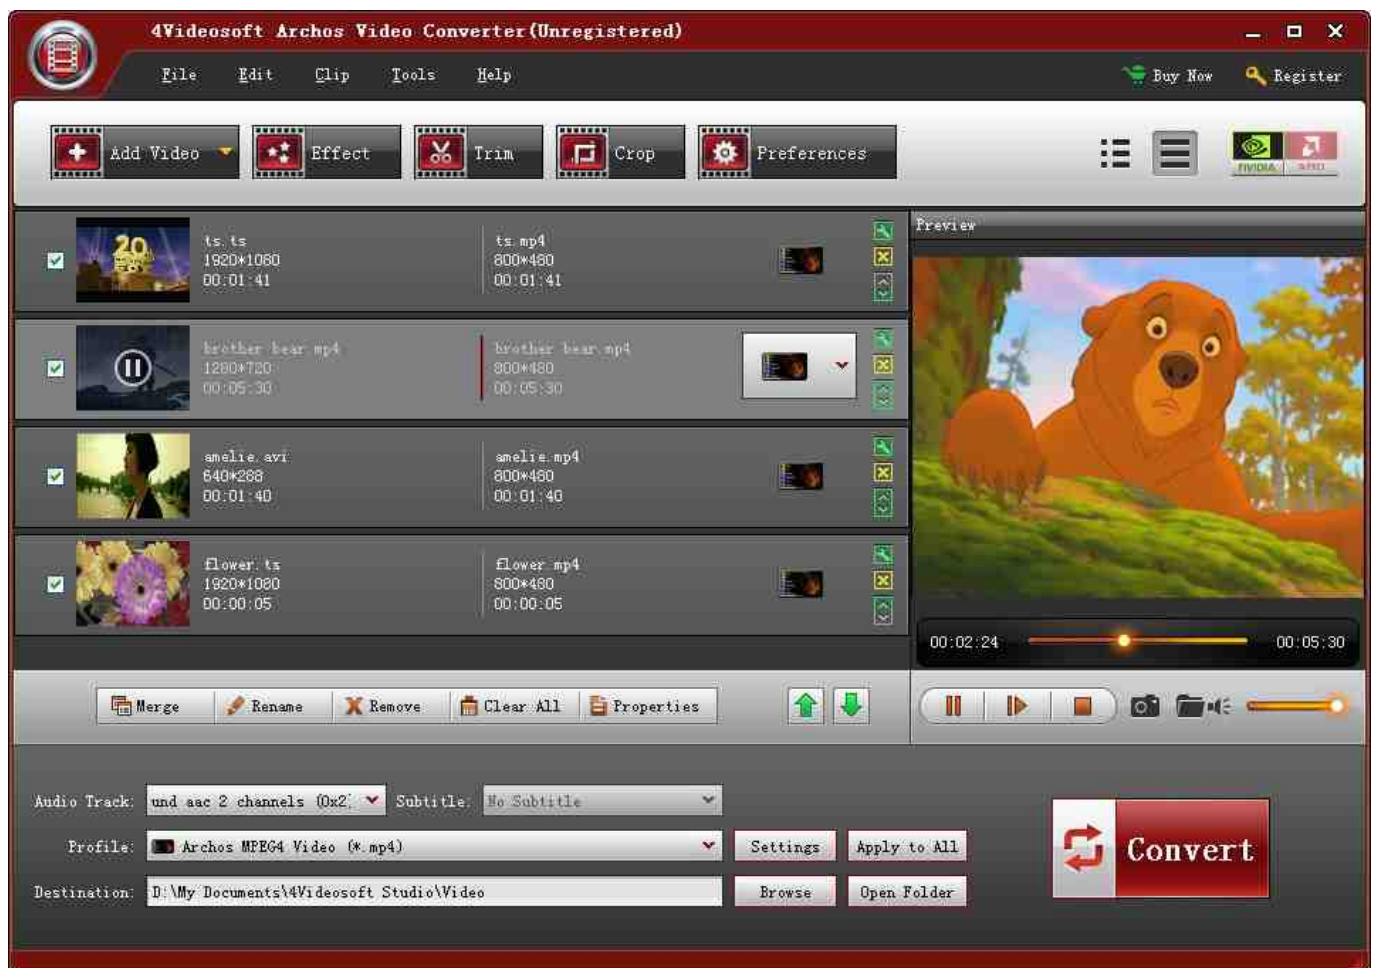 4Videosoft Archos Video Converter(Unregistered)
File Edit Clip Tools Help Buy Now Register
Add Video Effect Trim Crop Preferences
NVIDIA AMD
ts.ts ts.mp4
1920*1080 800*480
00:01:41 00:01:41
Preview
20
brother bear.mp4 brother bear.mp4
1280*720 800*480
00:05:30 00:05:30
amelie.avi amelie.mp4
640*288 800*480
00:01:40 00:01:40
flower.ts flower.mp4
1920*1080 800*480
00:00:05 00:00:05
00:02:24 00:05:30
Merge Rename Remove Clear All Properties
Audio Track: und aac 2 channels (0x2) Subtitle: No Subtitle
Profile: Archos MPEG4 Video (*.mp4) Settings Apply to All
Convert
Destination: D:\My Documents\4Videosoft Studio\Video Browse Open Folder